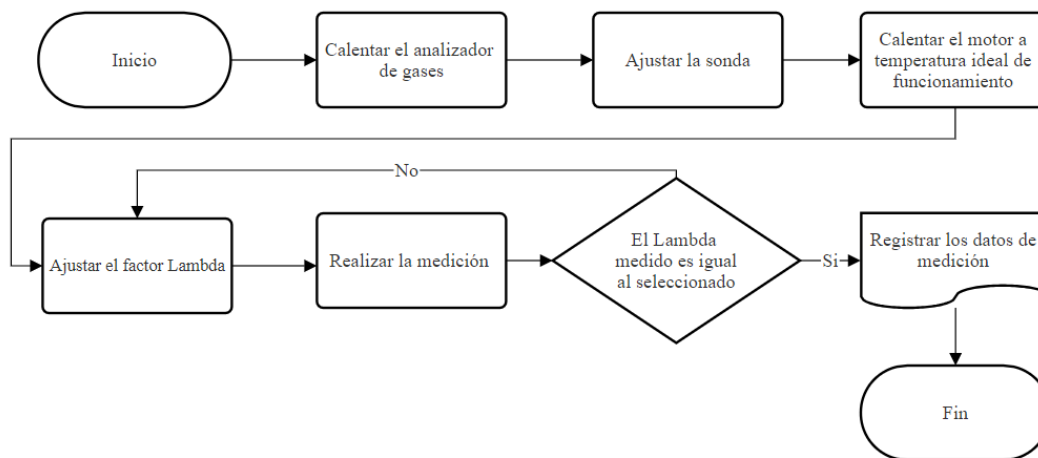 Inicio
Calentar el analizador
de gases
Ajustar la sonda
Calentar el motor a
temperatura ideal de
funcionamiento
No
Ajustar el factor Lambda
Realizar la medición
El Lambda
medido es igual
al seleccionado
Si
Registrar los datos de
medición
Fin